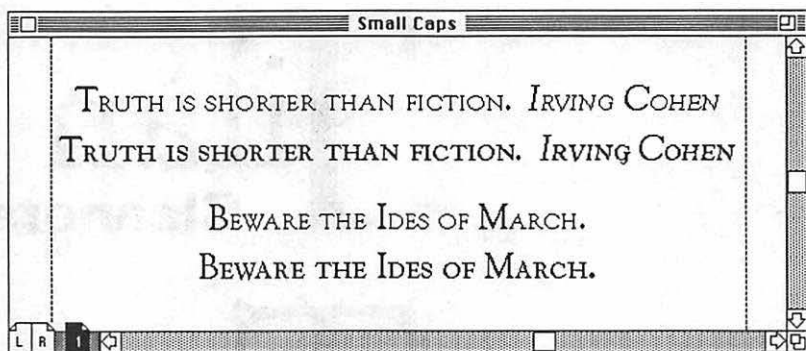 Small Caps
Truth is shorter than fiction. Irving Cohen
Truth is shorter than fiction. Irving Cohen
Beware the Ides of March.
Beware the Ides of March.
L R 1